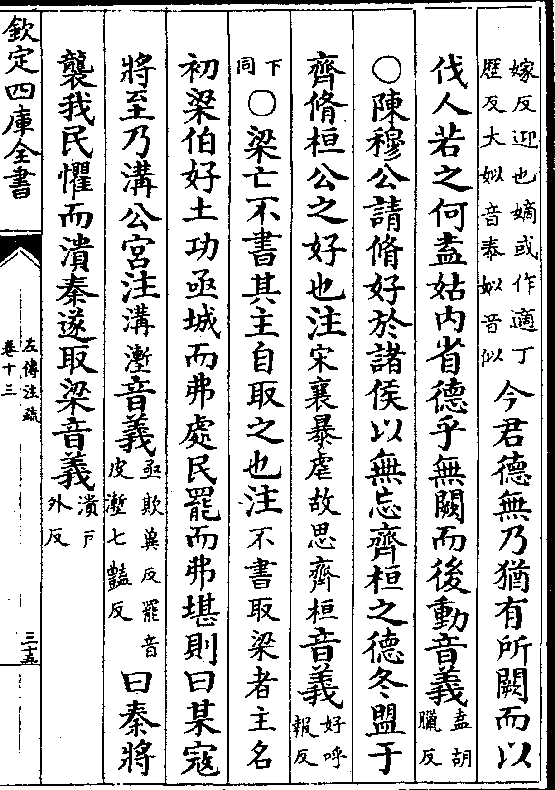 嫁反迎也嫡或作適丁歴反大姒音泰姒音似今君德無乃猶有所闕而以
伐人若之何盍姑内省德乎無闕而後動音義盍胡臘反
○陳穆公請脩好於諸侯以無忘齊桓之德冬盟于
齊脩桓公之好也注宋襄暴虐故思齊桓音義好呼報反
下同○梁亡不書其主自取之也注不書取梁者主名
初梁伯好土功亟城而弗處民罷而弗堪則曰某寇
將至乃溝公宮注溝塹音義亟欺冀反罷音皮塹七豔反曰秦將
襲我民懼而潰秦遂取梁音義潰戸外反
欽定四庫全書
左傳注疏
卷十三
三十五